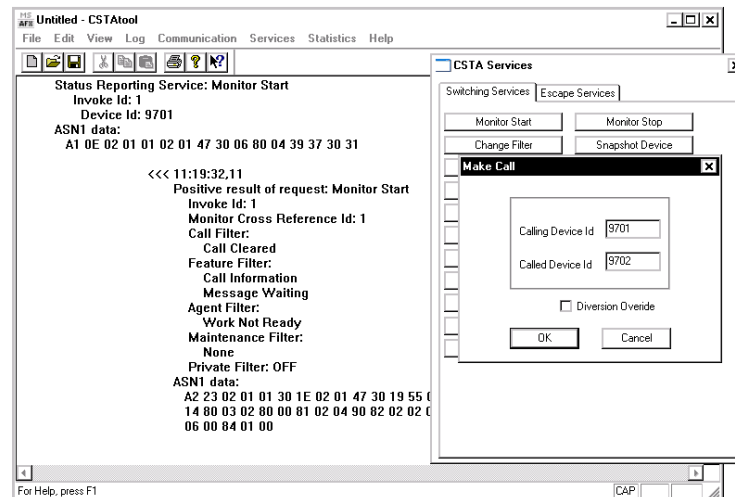 MS
AFX
Untitled - CSTAtool
File Edit View Log Communication Services Statistics Help
Status Reporting Service: Monitor Start
Invoke Id: 1
Device Id: 9701
ASN1 data:
A1 0E 02 01 01 02 01 47 30 06 80 04 39 37 30 31
<<< 11:19:32,11
Positive result of request: Monitor Start
Invoke Id: 1
Monitor Cross Reference Id: 1
Call Filter:
Call Cleared
Feature Filter:
Call Information
Message Waiting
Agent Filter:
Work Not Ready
Maintenance Filter:
None
Private Filter: OFF
ASN1 data:
A2 23 02 01 01 30 1E 02 01 47 30 19 55
14 80 03 02 80 00 81 02 04 90 82 02 02
06 00 84 01 00
For Help, press F1
CAP
CSTA Services
Switching Services Escape Services
Monitor Start Monitor Stop
Change Filter Snapshot Device
Make Call
Calling Device Id 9701
Called Device Id 9702
Diversion Overide
OK Cancel